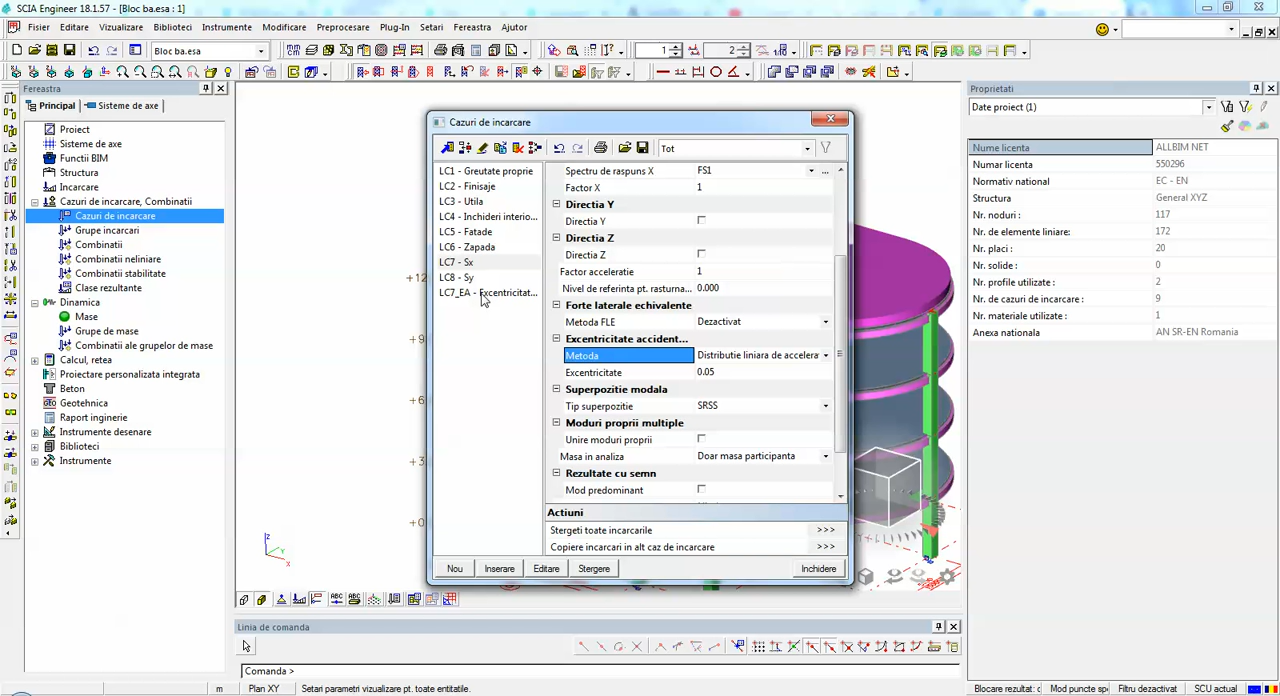 SCIA Engineer 18.1.57 - [Bloc ba.esa : 1]
Fisier Editare Vizualizare Biblioteci Instrumente Modificare Preprocesare Plug-In Setari Fereastra Ajutor
Bloc ba.esa 1 2
Fereastra
Principal Sisteme de axe
Proiect
Sisteme de axe
Functii BIM
Structura
Incarcare
Cazuri de incarcare, Combinatii
Cazuri de incarcare
Grupe incarcari
Combinatii
Combinatii neliniare
Combinatii stabilitate
Clase rezultante
Dinamica
Mase
Grupe de mase
Combinatii ale grupelor de masa
Calcul, retea
Proiectare personalizata integrata
Beton
Geotehnica
Raport inginerie
Instrumente desenare
Biblioteci
Instrumente
Cazuri de incarcare
Tot
LC1 - Greutate proprie
LC2 - Finisaje
LC3 - Utila
LC4 - Inchideri interio...
LC5 - Fatade
LC6 - Zapada
LC7 - Sx
LC8 - Sy
LC7_EA - Excentricitat...
Spectru de raspuns X FS1 ...
Factor X 1
Directia Y
Directia Y
Directia Z
Directia Z
Factor acceleratie 1
Nivel de referinta pt. rasturna... 0.000
Forte laterale echivalente
Metoda FLE Dezactivat
Excentricitate accident...
Metoda Distributie liniara de accelera
Excentricitate 0.05
Superpozitie modala
Tip superpozitie SRSS
Moduri proprii multiple
Unire moduri proprii
Masa in analiza Doar masa participanta
Rezultate cu semn
Mod predominant
Actiuni
Stergeti toate incarcarile >>>
Copiere incarcari in alt caz de incarcare >>>
Nou Inserare Editare Stergere Inchidere
Z
Y
X
Proprietati
Date proiect (1)
Nume licenta ALLBIM NET
Numar licenta 550296
Normativ national EC - EN
Structura General XYZ
Nr. noduri : 117
Nr. de elemente liniare: 172
Nr. placi : 20
Nr. solide : 0
Nr. profile utilizate : 2
Nr. de cazuri de incarcare : 9
Nr. materiale utilizate : 1
Anexa nationala AN SR-EN Romania
Linia de comanda
Comanda >
m Plan XY Setari parametri vizualizare pt. toate entitatile. Blocare rezultat: c Mod puncte sp Filtru dezactivat SCU actual